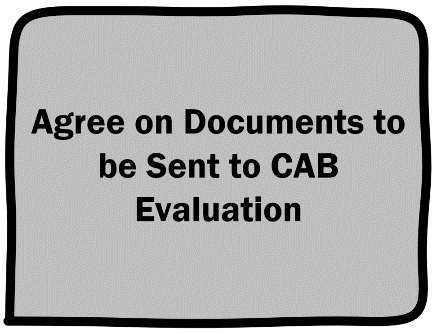 Agree on Documents to
be Sent to CAB
Evaluation